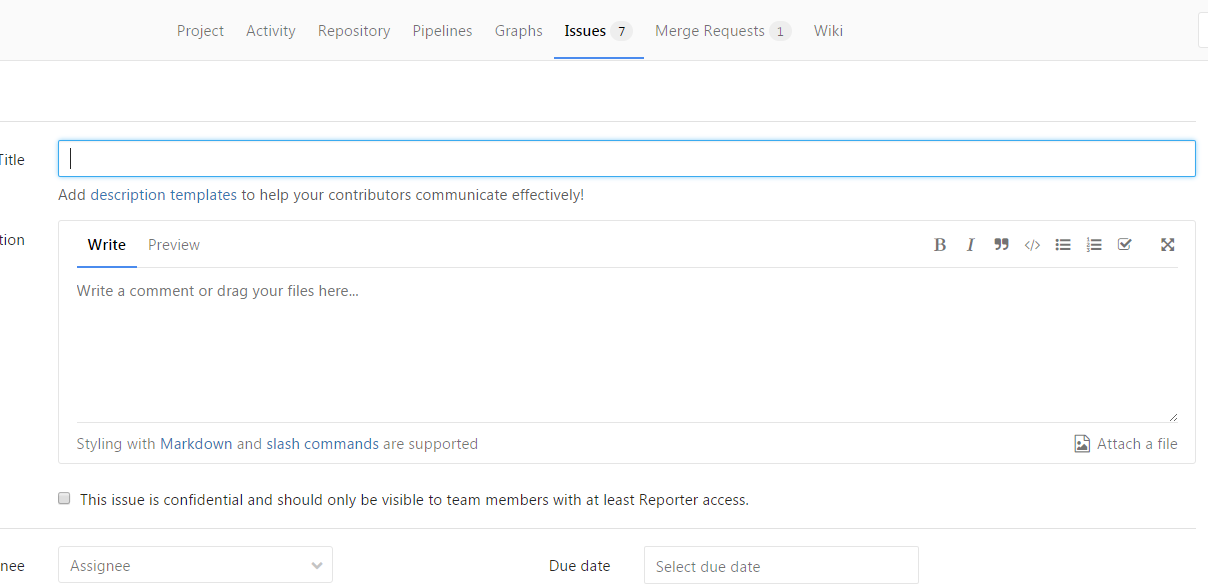 Project Activity Repository Pipelines Graphs Issues 7 Merge Requests 1 Wiki
Title
Add description templates to help your contributors communicate effectively!
tion
Write Preview B I
Write a comment or drag your files here...
Styling with Markdown and slash commands are supported Attach a file
This issue is confidential and should only be visible to team members with at least Reporter access.
nee Assignee Due date Select due date